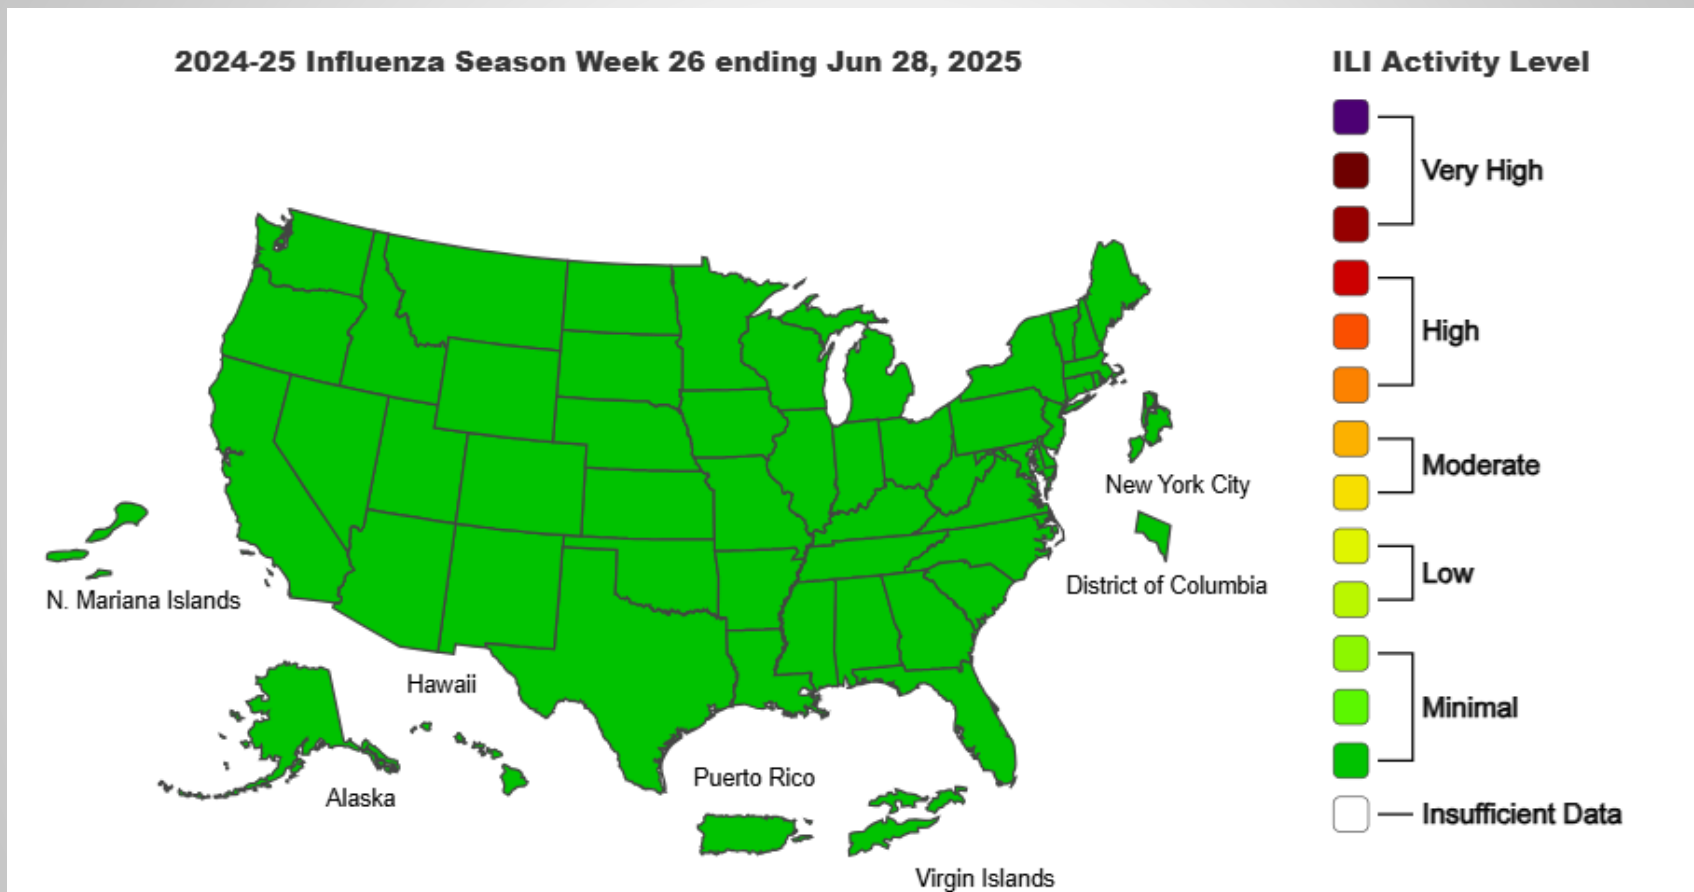 2024-25 Influenza Season Week 26 ending Jun 28, 2025
ILI Activity Level
Very High
High
Moderate
Low
Minimal
Insufficient Data
New York City
District of Columbia
N. Mariana Islands
Hawaii
Alaska
Puerto Rico
Virgin Islands